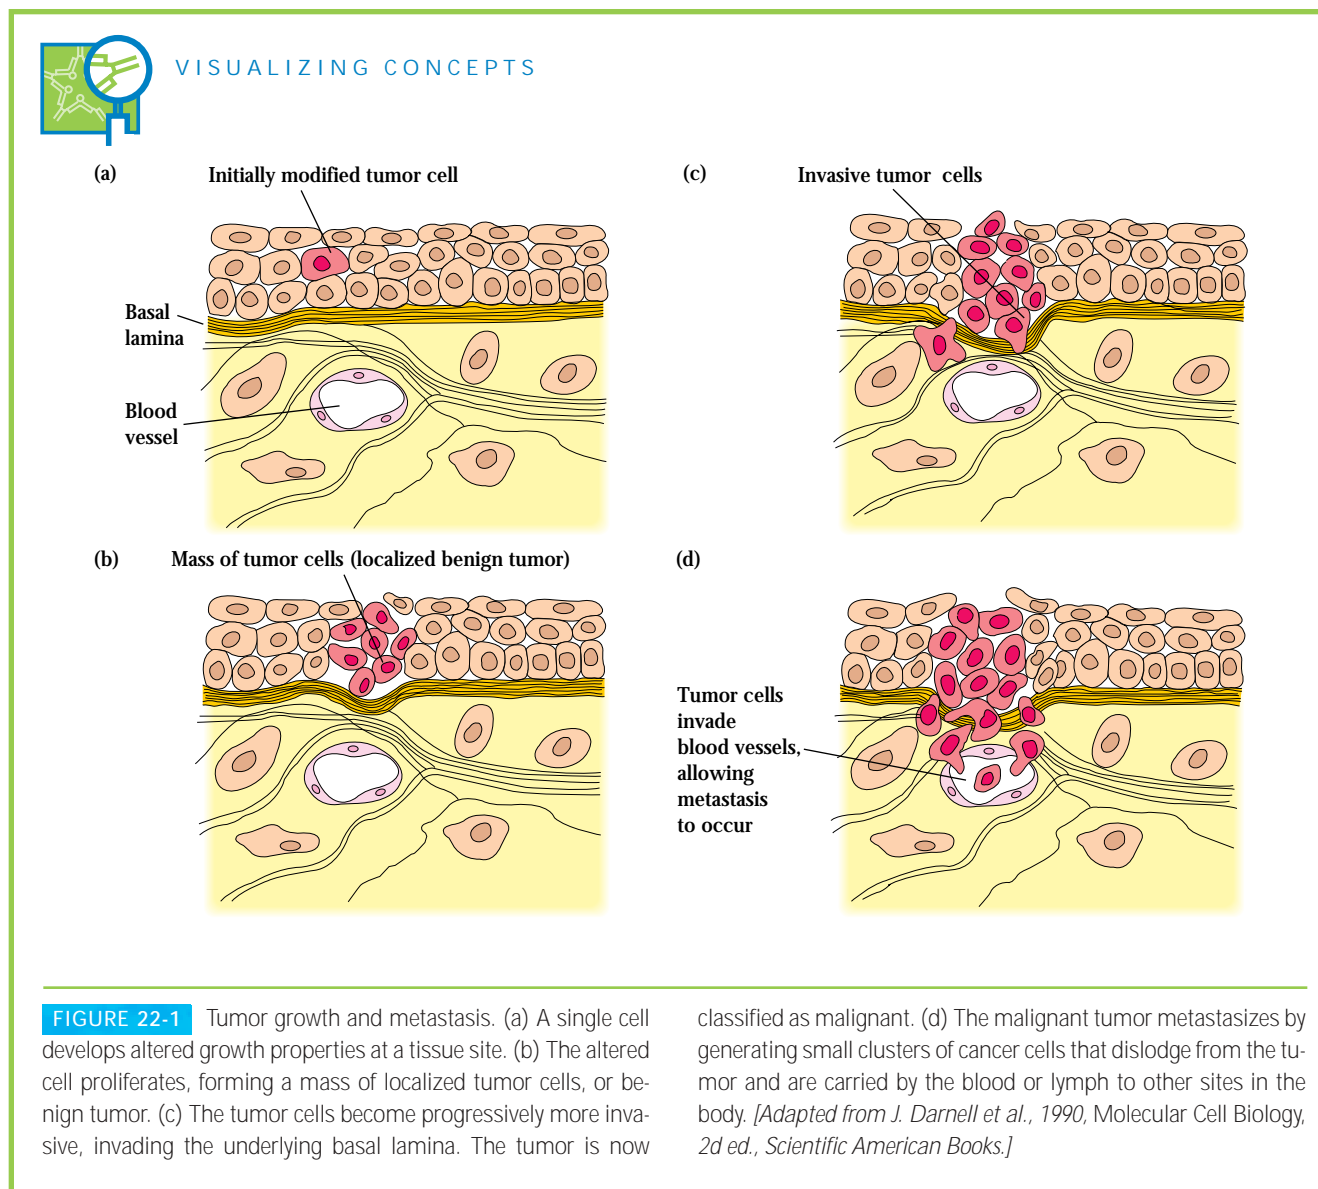 VISUALIZING CONCEPTS
(a)
Initially modified tumor cell
Basal
lamina
Blood
vessel
(b)
Mass of tumor cells (localized benign tumor)
(c)
Invasive tumor cells
(d)
Tumor cells
invade
blood vessels,
allowing
metastasis
to occur
FIGURE 22-1 Tumor growth and metastasis. (a) A single cell
develops altered growth properties at a tissue site. (b) The altered
cell proliferates, forming a mass of localized tumor cells, or be-
nign tumor. (c) The tumor cells become progressively more inva-
sive, invading the underlying basal lamina. The tumor is now
classified as malignant. (d) The malignant tumor metastasizes by
generating small clusters of cancer cells that dislodge from the tu-
mor and are carried by the blood or lymph to other sites in the
body. [Adapted from J. Darnell et al., 1990, Molecular Cell Biology,
2d ed., Scientific American Books.]